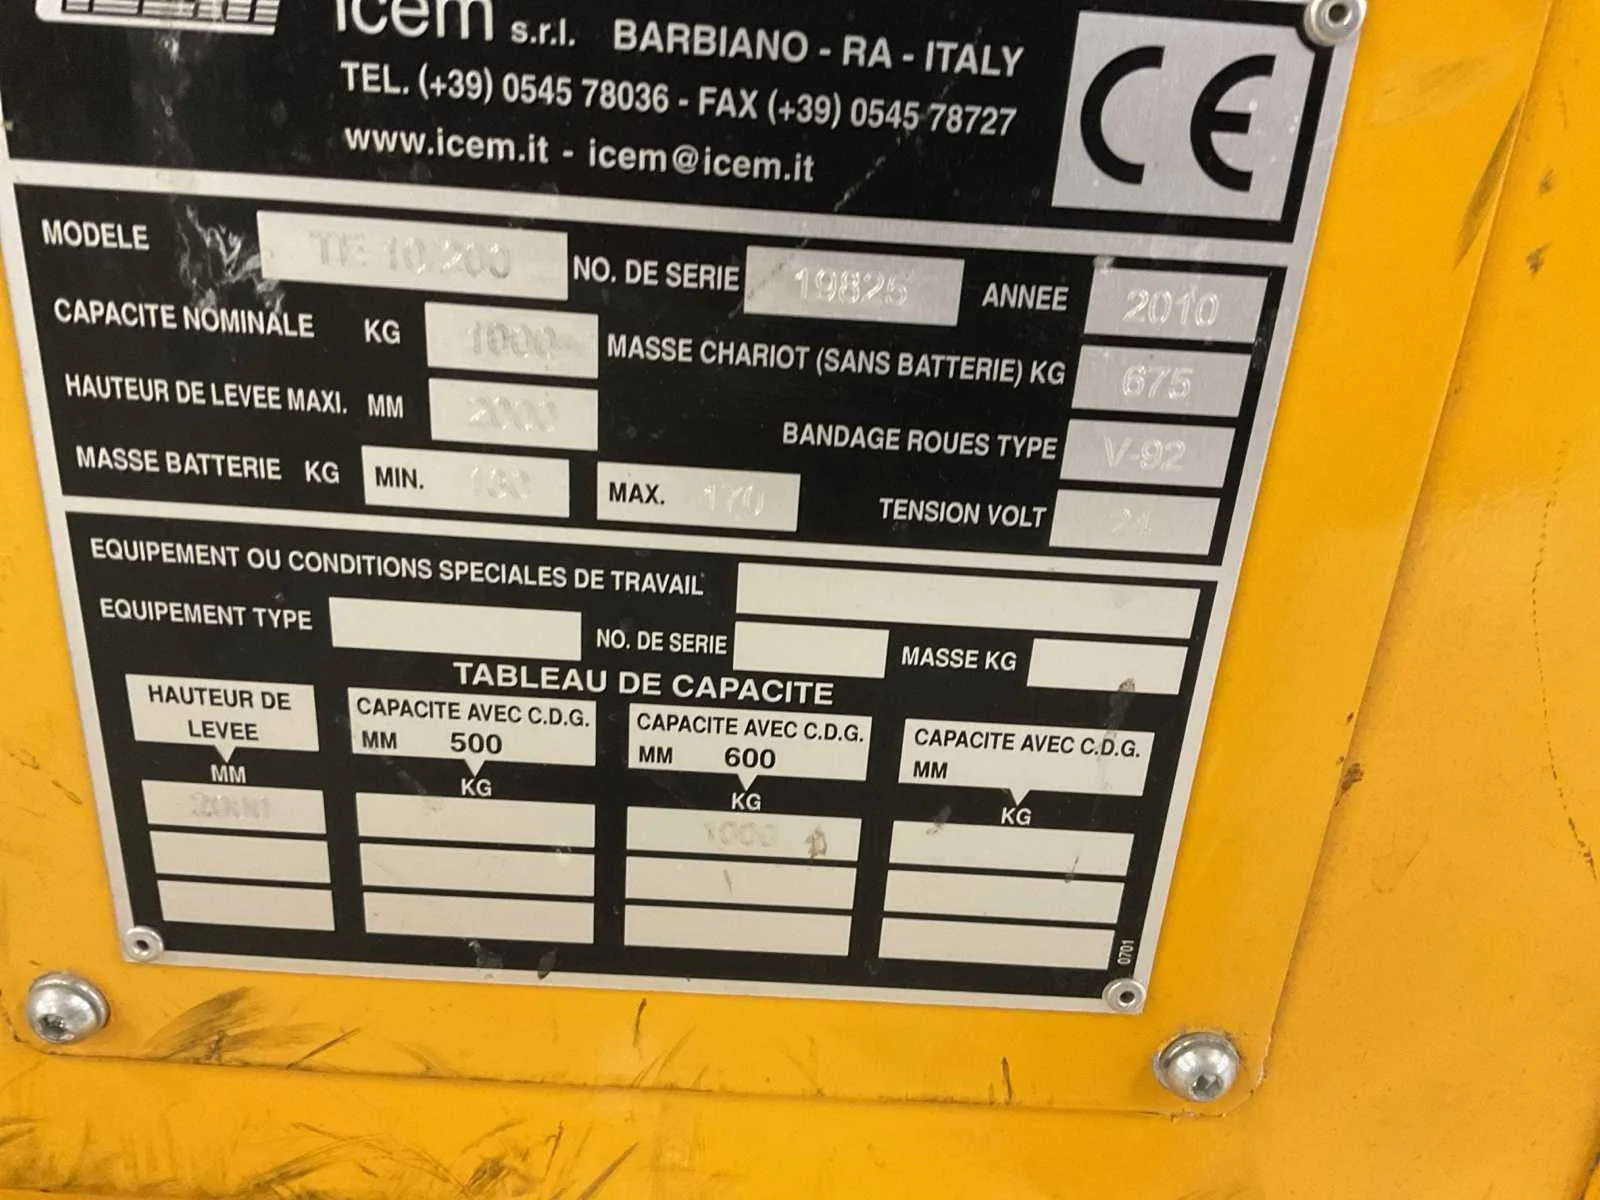 icem s.r.l. BARBIANO - RA - ITALY
TEL. (+39) 0545 78036 - FAX (+39) 0545 78727
www.icem.it - icem@icem.it
CE
MODELE TE 10/200 NO. DE SERIE 19825 ANNEE 2010
CAPACITE NOMINALE KG 1000 MASSE CHARIOT (SANS BATTERIE) KG 675
HAUTEUR DE LEVEE MAXI. MM 2000 BANDAGE ROUES TYPE V-92
MASSE BATTERIE KG MIN. MAX. 170 TENSION VOLT 24
EQUIPEMENT OU CONDITIONS SPECIALES DE TRAVAIL
EQUIPEMENT TYPE NO. DE SERIE MASSE KG
TABLEAU DE CAPACITE
HAUTEUR DE LEVEE MM
CAPACITE AVEC C.D.G. MM 500 KG
CAPACITE AVEC C.D.G. MM 600 KG
CAPACITE AVEC C.D.G. MM KG
2000 1000
0701